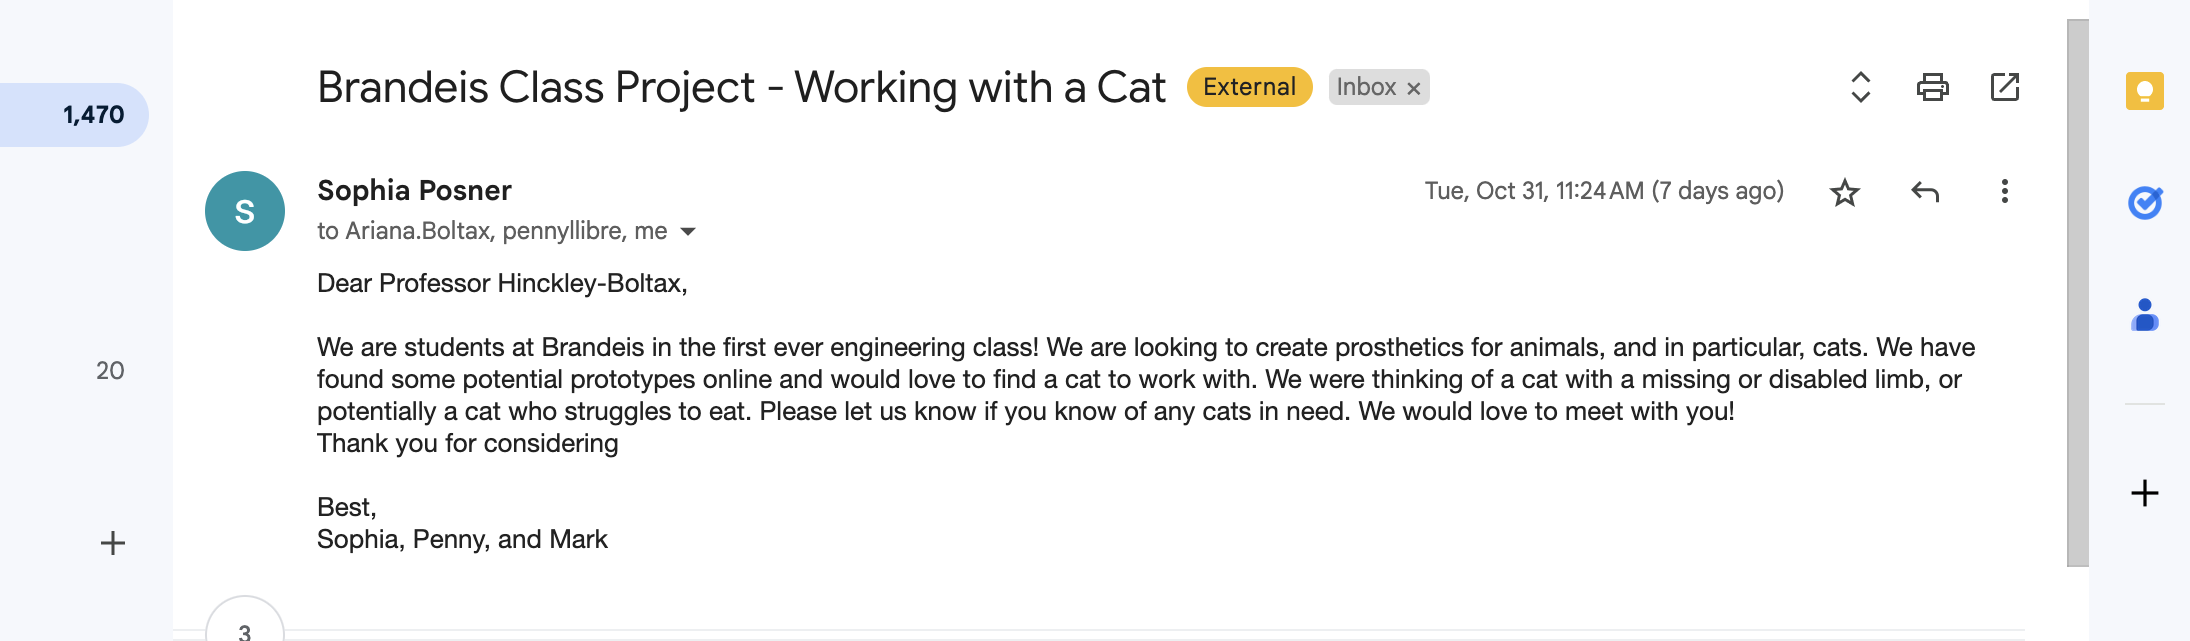 Brandeis Class Project - Working with a Cat External Inbox ×
1,470
Sophia Posner Tue, Oct 31, 11:24 AM (7 days ago)
S
to Ariana.Boltax, pennyllibre, me
Dear Professor Hinckley-Boltax,
We are students at Brandeis in the first ever engineering class! We are looking to create prosthetics for animals, and in particular, cats. We have
found some potential prototypes online and would love to find a cat to work with. We were thinking of a cat with a missing or disabled limb, or
20
potentially a cat who struggles to eat. Please let us know if you know of any cats in need. We would love to meet with you!
Thank you for considering
Best,
Sophia, Penny, and Mark
3